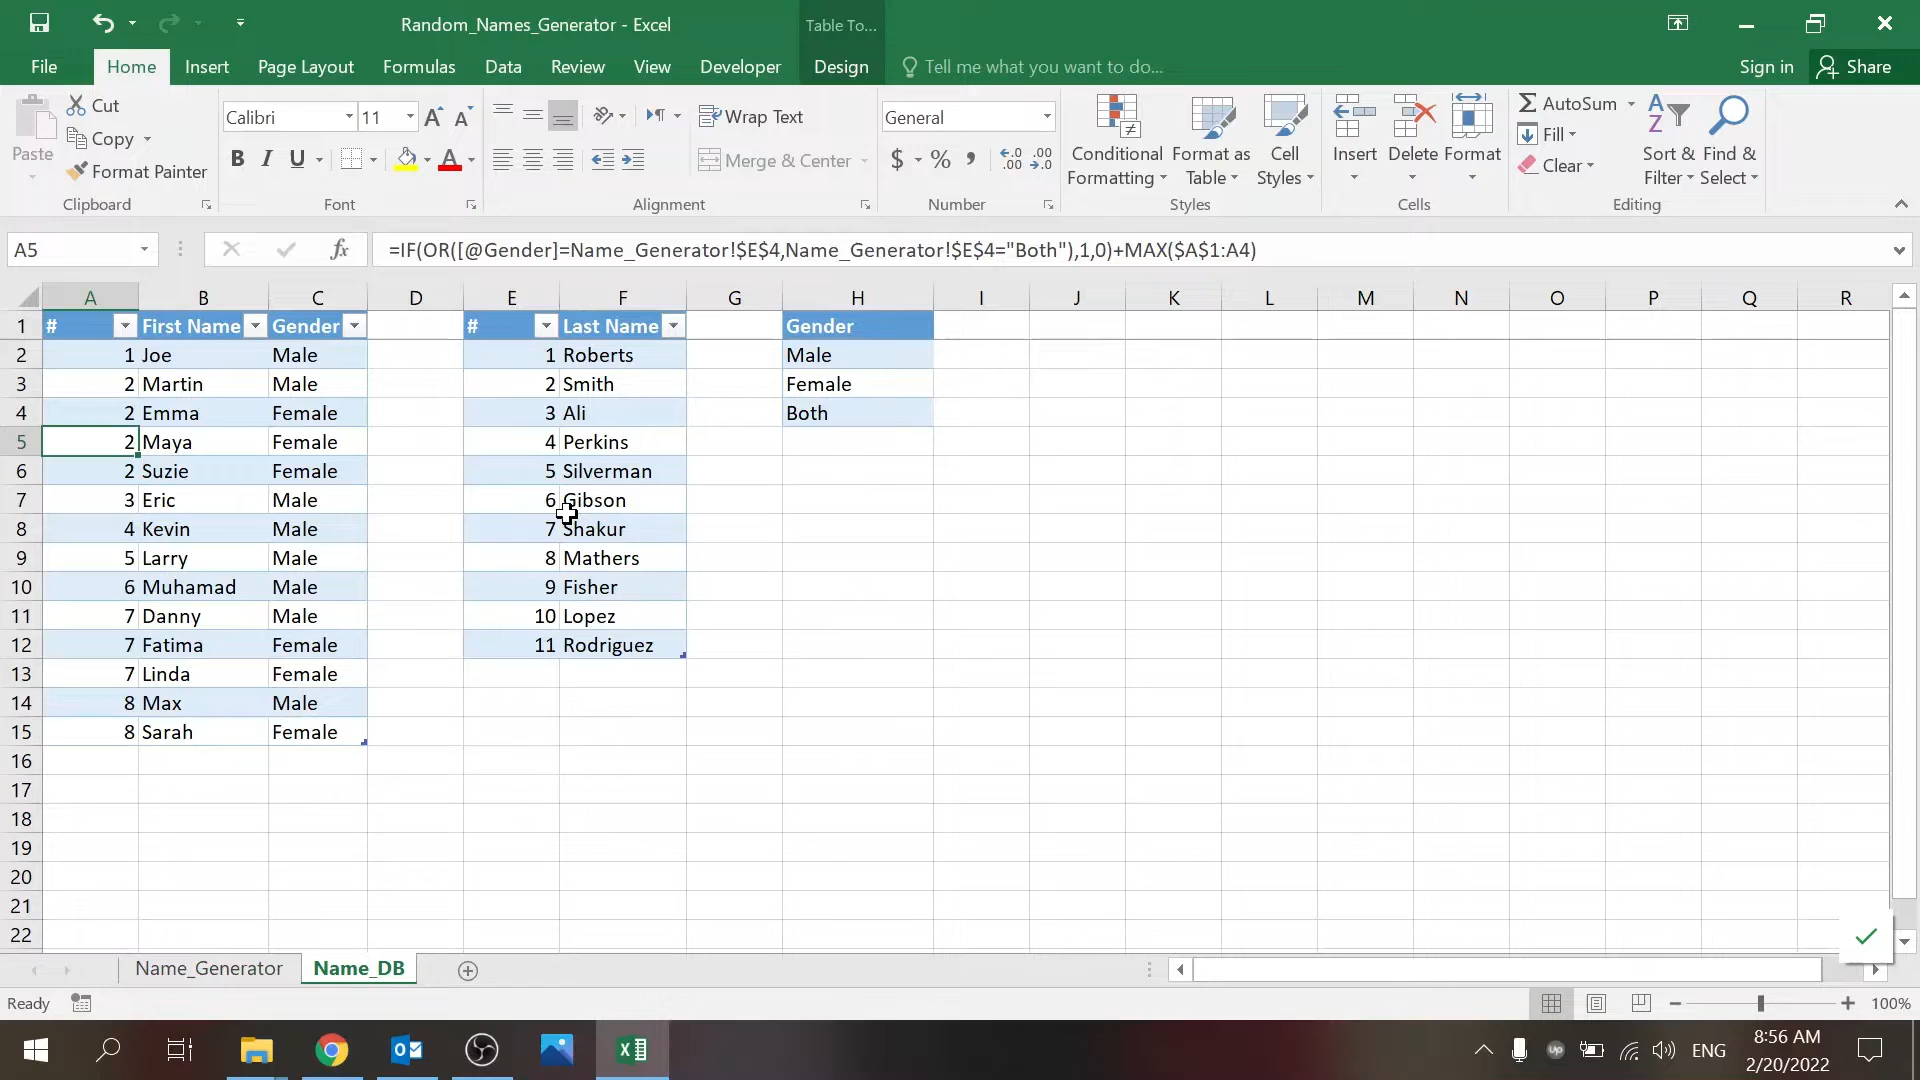 Random_Names_Generator - Excel
Table To...
File Home Insert Page Layout Formulas Data Review View Developer Design Tell me what you want to do... Sign in Share
Paste
Cut
Copy
Format Painter
Clipboard
Calibri 11
B I U
Font
Wrap Text
Merge & Center
Alignment
General
$ % ,
Number
Conditional Formatting
Format as Table
Cell Styles
Styles
Insert Delete Format
Cells
AutoSum
Fill
Clear
Sort & Filter
Find & Select
Editing
A5 fx =IF(OR([@Gender]=Name_Generator!$E$4,Name_Generator!$E$4="Both"),1,0)+MAX($A$1:A4)
A B C D E F G H I J K L M N O P Q R
1 # First Name Gender # Last Name Gender
2 1 Joe Male 1 Roberts Male
3 2 Martin Male 2 Smith Female
4 2 Emma Female 3 Ali Both
5 2 Maya Female 4 Perkins
6 2 Suzie Female 5 Silverman
7 3 Eric Male 6 Gibson
8 4 Kevin Male 7 Shakur
9 5 Larry Male 8 Mathers
10 6 Muhamad Male 9 Fisher
11 7 Danny Male 10 Lopez
12 7 Fatima Female 11 Rodriguez
13 7 Linda Female
14 8 Max Male
15 8 Sarah Female
16
17
18
19
20
21
22
Name_Generator Name_DB
Ready 100%
ENG
8:56 AM
2/20/2022